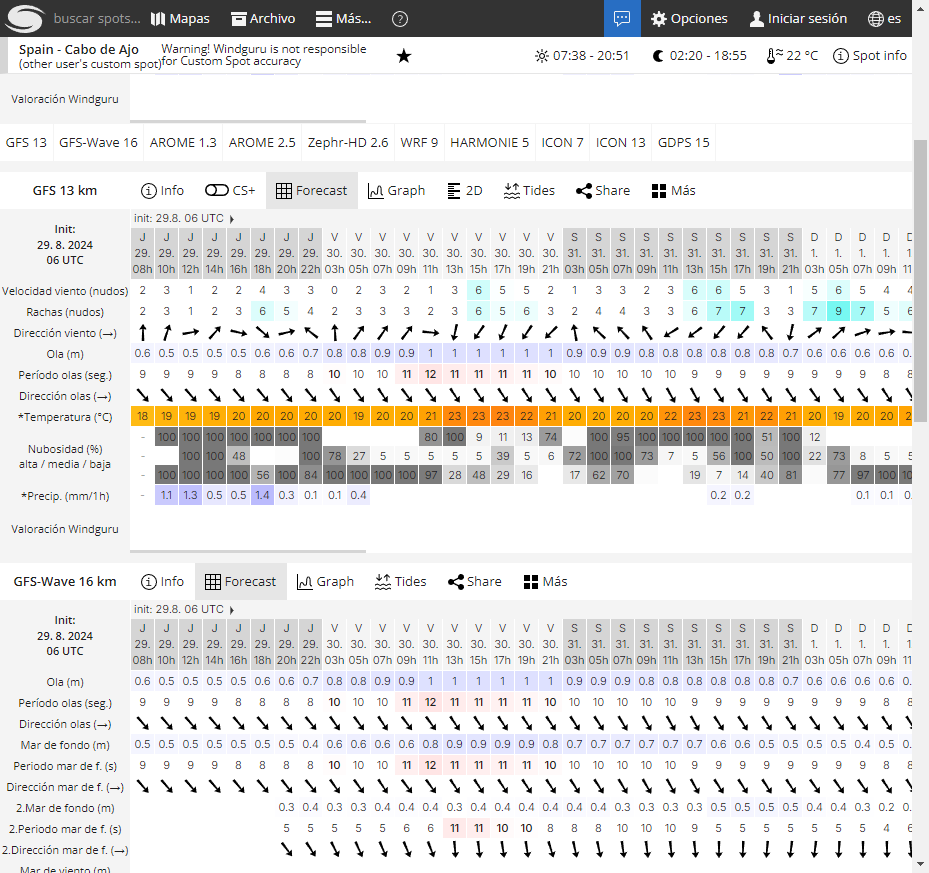 buscar spots...
Mapas
Archivo
Más...
?
Opciones
Iniciar sesión
es
Spain - Cabo de Ajo
(other user's custom spot)
Warning! Windguru is not responsible
for Custom Spot accuracy
07:38 - 20:51
02:20 - 18:55
22 °C
Spot info
Valoración Windguru
GFS 13 GFS-Wave 16 AROME 1.3 AROME 2.5 Zephr-HD 2.6 WRF 9 HARMONIE 5 ICON 7 ICON 13 GDPS 15
GFS 13 km Info CS+ Forecast Graph 2D Tides Share Más
init: 29.8. 06 UTC
Init:
29. 8. 2024
06 UTC
J J J J J J J J V V V V V V V V V V S S S S S S S S S S D D D D D
29. 29. 29. 29. 29. 29. 29. 29. 30. 30. 30. 30. 30. 30. 30. 30. 30. 30. 31. 31. 31. 31. 31. 31. 31. 31. 31. 31. 1. 1. 1. 1. 1.
08h 10h 12h 14h 16h 18h 20h 22h 03h 05h 07h 09h 11h 13h 15h 17h 19h 21h 03h 05h 07h 09h 11h 13h 15h 17h 19h 21h 03h 05h 07h 09h 11
Velocidad viento (nudos) 2 3 1 2 2 4 3 3 0 2 3 2 1 3 6 5 5 2 1 3 3 2 3 6 6 5 3 1 5 6 5 4 4
Rachas (nudos) 2 3 1 2 2 6 5 4 2 3 3 3 2 3 6 5 6 3 2 4 4 3 3 6 7 7 3 3 7 9 7 5 6
Dirección viento (→)
Ola (m) 0.6 0.5 0.5 0.5 0.5 0.6 0.6 0.7 0.8 0.8 0.9 0.9 1 1 1 1 1 1 0.9 0.9 0.9 0.8 0.8 0.8 0.8 0.8 0.8 0.7 0.6 0.6 0.6 0.6 0.
Período olas (seg.) 9 9 9 9 8 8 8 8 10 10 10 11 12 11 11 11 11 10 10 10 10 10 10 9 9 9 9 9 9 9 9 8 8
Dirección olas (→)
*Temperatura (°C) 18 19 19 19 20 20 20 20 20 19 20 20 21 23 23 23 22 21 20 20 20 20 22 22 23 21 22 21 20 19 20 20 2
Nubosidad (%)
alta / media / baja
- 100 100 100 100 100 100 100 80 100 9 11 13 74 100 95 100 100 100 100 100 51 100 12
- 100 100 48 100 78 27 5 5 5 5 5 39 5 6 72 100 100 73 7 5 56 100 50 100 22 73 8 5 5
- 100 100 100 100 56 100 84 100 100 100 100 97 28 48 29 16 17 62 70 19 7 14 40 81 77 97 100 10
*Precip. (mm/1h) - 1.1 1.3 0.5 0.5 1.4 0.3 0.1 0.1 0.4 0.2 0.2 0.1 0.1 0.
Valoración Windguru
GFS-Wave 16 km Info Forecast Graph Tides Share Más
init: 29.8. 06 UTC
Init:
29. 8. 2024
06 UTC
J J J J J J J J V V V V V V V V V V S S S S S S S S S S D D D D D
29. 29. 29. 29. 29. 29. 29. 29. 30. 30. 30. 30. 30. 30. 30. 30. 30. 30. 31. 31. 31. 31. 31. 31. 31. 31. 31. 31. 1. 1. 1. 1. 1.
08h 10h 12h 14h 16h 18h 20h 22h 03h 05h 07h 09h 11h 13h 15h 17h 19h 21h 03h 05h 07h 09h 11h 13h 15h 17h 19h 21h 03h 05h 07h 09h 11
Ola (m) 0.6 0.5 0.5 0.5 0.5 0.6 0.6 0.7 0.8 0.8 0.9 0.9 1 1 1 1 1 1 0.9 0.9 0.9 0.8 0.8 0.8 0.8 0.8 0.8 0.7 0.6 0.6 0.6 0.6 0.
Período olas (seg.) 9 9 9 9 8 8 8 8 10 10 10 11 12 11 11 11 11 10 10 10 10 10 10 9 9 9 9 9 9 9 9 8 8
Dirección olas (→)
Mar de fondo (m) 0.5 0.5 0.5 0.5 0.5 0.5 0.5 0.4 0.6 0.6 0.6 0.6 0.8 0.9 0.9 0.9 0.9 0.8 0.7 0.7 0.7 0.7 0.7 0.7 0.6 0.6 0.5 0.5 0.5 0.5 0.4 0.5 0.
Periodo mar de f. (s) 9 9 9 9 8 8 8 8 10 10 10 11 12 11 11 11 11 10 10 10 10 10 10 9 9 9 9 9 9 9 9 8 8
Dirección mar de f. (→)
2.Mar de fondo (m) 0.3 0.4 0.3 0.3 0.4 0.4 0.4 0.3 0.4 0.4 0.4 0.4 0.4 0.4 0.3 0.3 0.3 0.3 0.5 0.5 0.5 0.5 0.4 0.4 0.3 0.2 0.
2.Periodo mar de f. (s) 5 5 5 5 5 6 6 11 11 10 10 8 8 8 10 10 10 9 5 5 5 5 5 5 5 4 6
2.Dirección mar de f. (→)
Mar de viento (m)